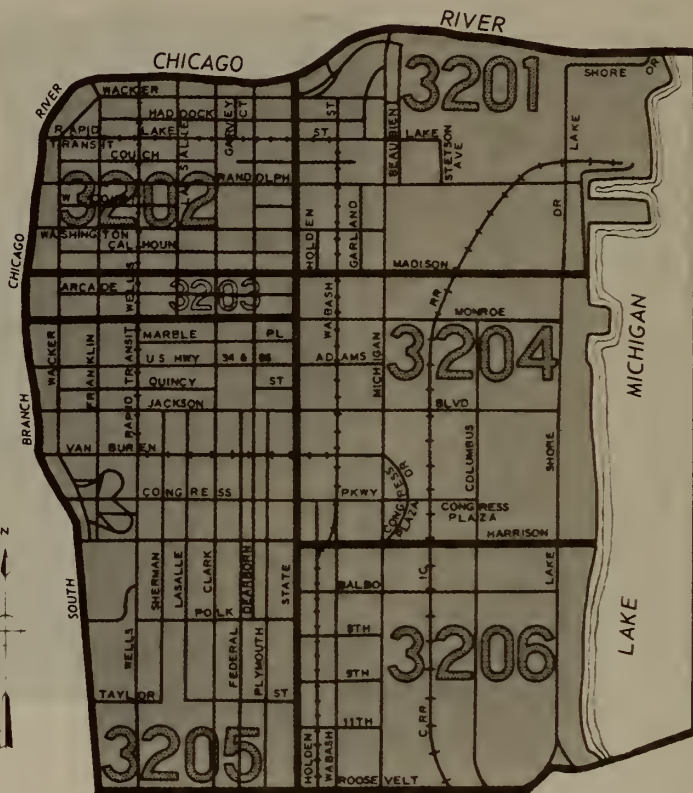 RIVER
CHICAGO
RIVER
WACKER
SHORE
DR
3201
HADDOCK
GARVEY
CT
ST
BEAUBIEN
RAPID
LAKE
ST
LAKE
STETSON
AVE
LAKE
TRANSIT
COUCH
LASALLE
RANDOLPH
3202
WASHINGTON
CALHOUN
HOLDEN
GARLAND
DR
MADISON
CHICAGO
ARCADE
WELLS
3203
WABASH
RR
MONROE
MICHIGAN
MARBLE
PL
WACKER
FRANKLIN
RAPID TRANSIT
US HWY
34 & 66
ADAMS
MICHIGAN
3204
QUINCY
ST
JACKSON
BLVD
BRANCH
VAN BUREN
COLUMBUS
SHORE
CONGRESS
PKWY
CONGRESS
PLAZA
DR
CONGRESS
PLAZA
HARRISON
N
SOUTH
SHERMAN
LASALLE
CLARK
DEARBORN
STATE
BALBO
IC
LAKE
POLK
8TH
WELLS
FEDERAL
PLYMOUTH
9TH
3206
LAKE
TAYLOR
ST
11TH
C.RR
3205
HOLDEN
WABASH
ROOSEVELT